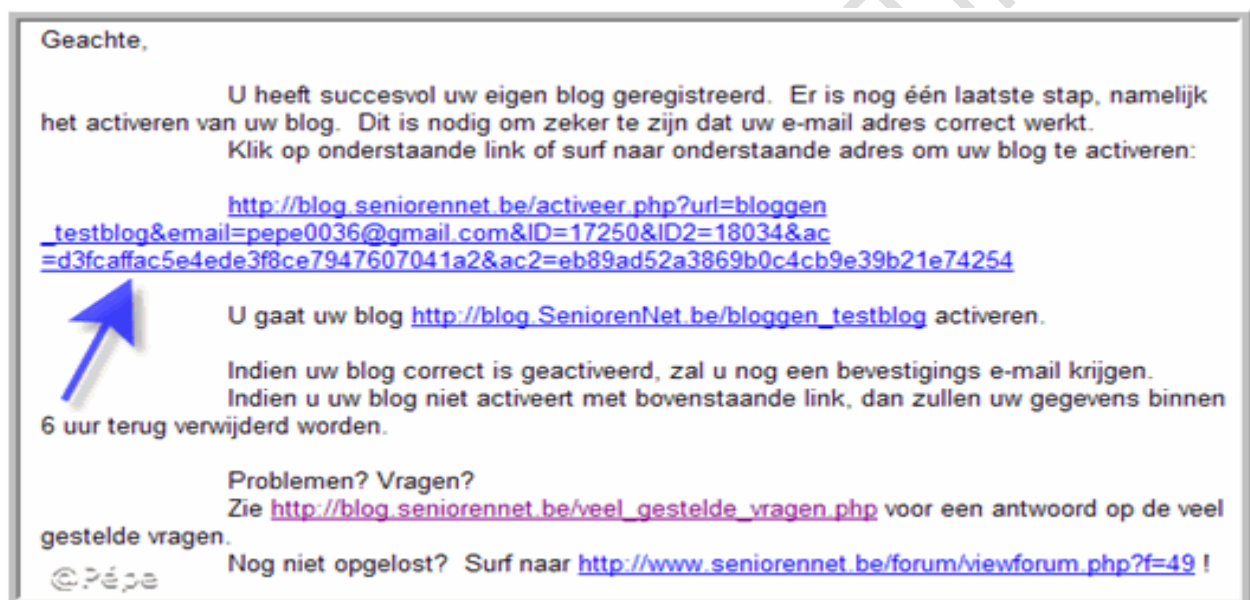 Geachte,
U heeft succesvol uw eigen blog geregistreerd. Er is nog één laatste stap, namelijk
het activeren van uw blog. Dit is nodig om zeker te zijn dat uw e-mail adres correct werkt.
Klik op onderstaande link of surf naar onderstaande adres om uw blog te activeren:
http://blog.seniorennet.be/activeer.php?url=bloggen
_testblog&email=pepe0036@gmail.com&ID=17250&ID2=18034&ac
=d3fcaffac5e4ede3f8ce7947607041a2&ac2=eb89ad52a3869b0c4cb9e39b21e74254
U gaat uw blog http://blog.SeniorenNet.be/bloggen_testblog activeren.
Indien uw blog correct is geactiveerd, zal u nog een bevestigings e-mail krijgen.
Indien u uw blog niet activeert met bovenstaande link, dan zullen uw gegevens binnen
6 uur terug verwijderd worden.
Problemen? Vragen?
Zie http://blog.seniorennet.be/veel_gestelde_vragen.php voor een antwoord op de veel
gestelde vragen.
Nog niet opgelost? Surf naar http://www.seniorennet.be/forum/viewforum.php?f=49 !
@Pépe